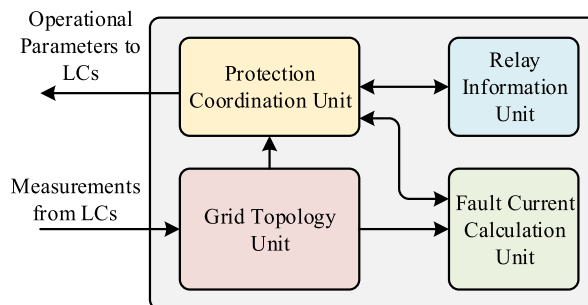 Operational
Parameters to
LCs
Protection
Coordination Unit
Relay
Information
Unit
Measurements
from LCs
Grid Topology
Unit
Fault Current
Calculation
Unit